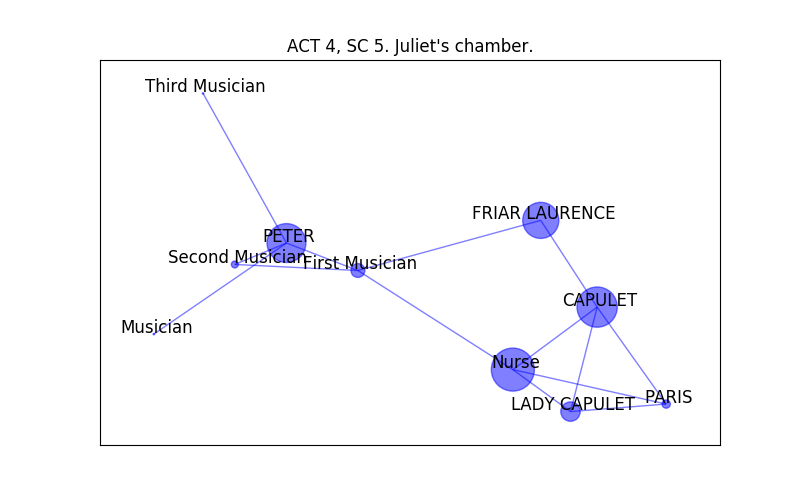 ACT 4, SC 5. Juliet's chamber.
Third Musician
FRIAR LAURENCE
PETER
Second Musician
First Musician
CAPULET
Musician
Nurse
PARIS
LADY CAPULET